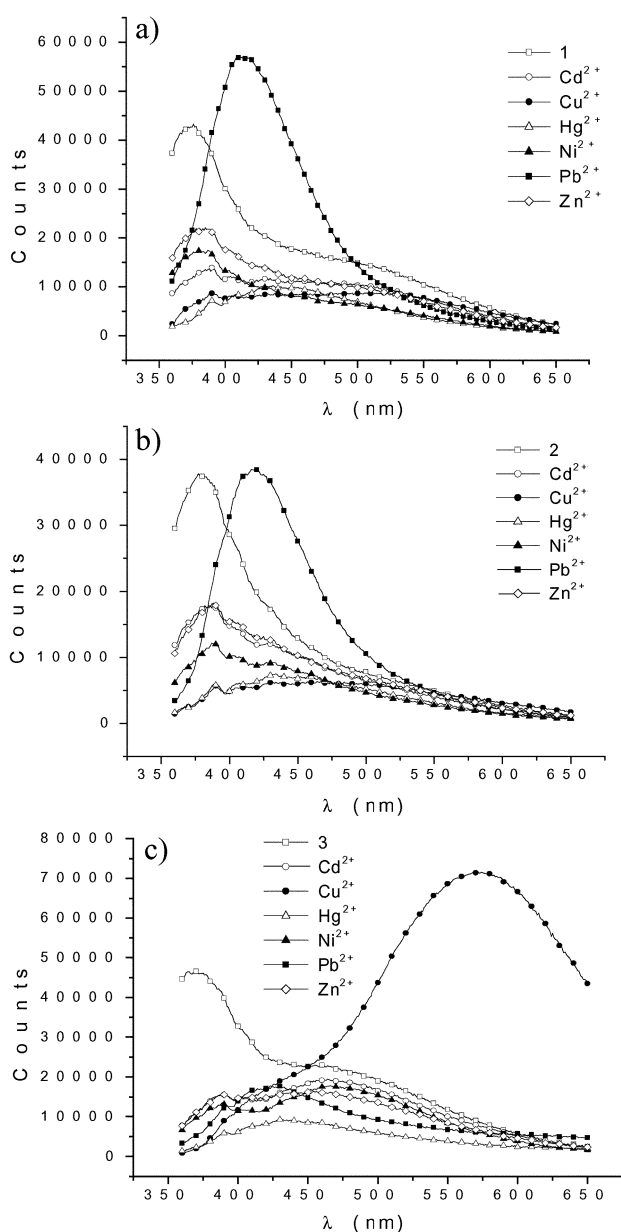 a)
60000
50000
40000
30000
20000
10000
0
Counts
350 400 450 500 550 600 650
λ (nm)
1
Cd2+
Cu2+
Hg2+
Ni2+
Pb2+
Zn2+
b)
40000
30000
20000
10000
0
Counts
350 400 450 500 550 600 650
λ (nm)
2
Cd2+
Cu2+
Hg2+
Ni2+
Pb2+
Zn2+
c)
80000
70000
60000
50000
40000
30000
20000
10000
0
Counts
350 400 450 500 550 600 650
λ (nm)
3
Cd2+
Cu2+
Hg2+
Ni2+
Pb2+
Zn2+